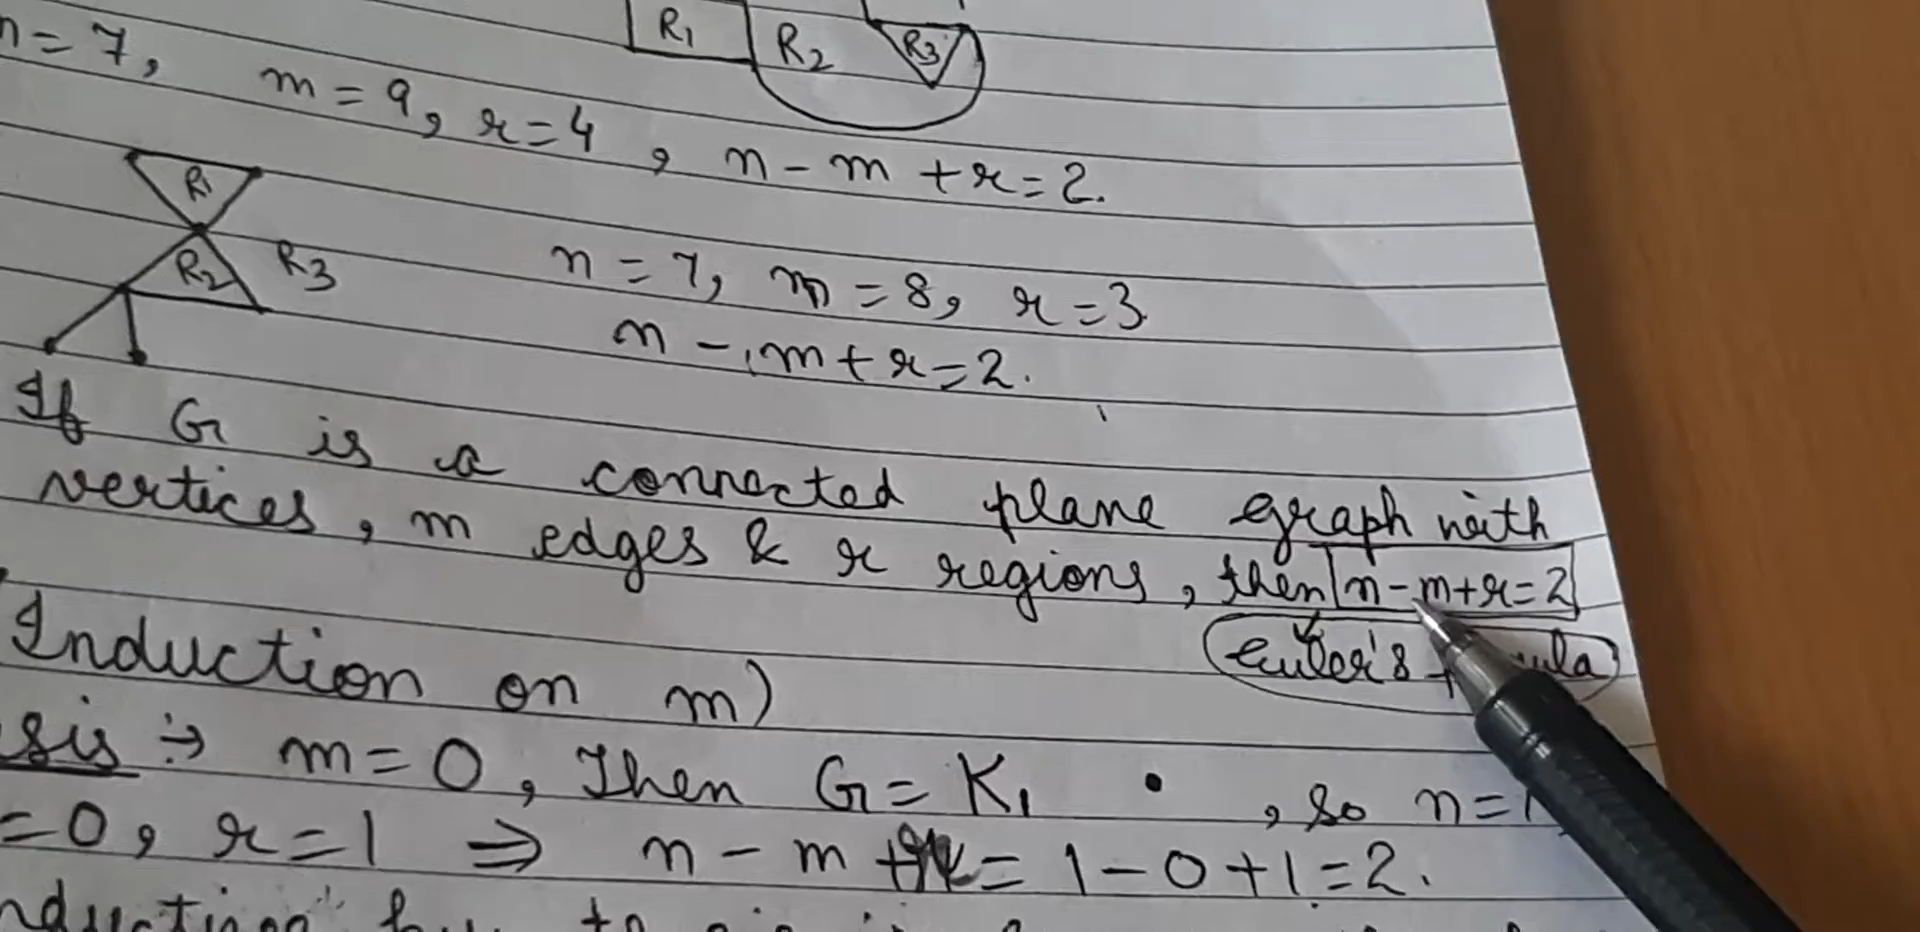 R1 R2 R3
n = 7, m = 9, r = 4, n - m + r = 2.
R1
R2 R3
n = 7, m = 8, r = 3
n - m + r = 2.
If G is a connected plane graph with
vertices, m edges & r regions, then n - m + r = 2
Euler's
Induction on m)
sis :→ m = 0, Then G = K1 • , so n = 1,
= 0, r = 1 ⇒ n - m + r = 1 - 0 + 1 = 2.